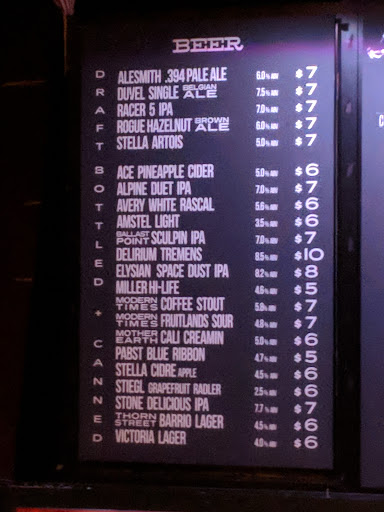 BEER
DRAFT
ALESMITH .394 PALE ALE 6.0% ABV $7
DUVEL SINGLE BELGIAN ALE 7.5% ABV $7
RACER 5 IPA 7.0% ABV $7
ROGUE HAZELNUT BROWN ALE 6.0% ABV $7
STELLA ARTOIS 5.0% ABV $7
BOTTLED + CANNED
ACE PINEAPPLE CIDER 5.0% ABV $6
ALPINE DUET IPA 7.0% ABV $7
AVERY WHITE RASCAL 5.6% ABV $6
AMSTEL LIGHT 3.5% ABV $6
BALLAST POINT SCULPIN IPA 7.0% ABV $7
DELIRIUM TREMENS 8.5% ABV $10
ELYSIAN SPACE DUST IPA 8.2% ABV $8
MILLER HI-LIFE 4.6% ABV $5
MODERN TIMES COFFEE STOUT 5.8% ABV $7
MODERN TIMES FRUITLANDS SOUR 4.8% ABV $7
MOTHER EARTH CALI CREAMIN 5.0% ABV $6
PABST BLUE RIBBON 4.7% ABV $5
STELLA CIDRE APPLE 4.5% ABV $6
STIEGL GRAPEFRUIT RADLER 2.5% ABV $6
STONE DELICIOUS IPA 7.7% ABV $7
THORN STREET BARRIO LAGER 4.5% ABV $6
VICTORIA LAGER 4.0% ABV $6